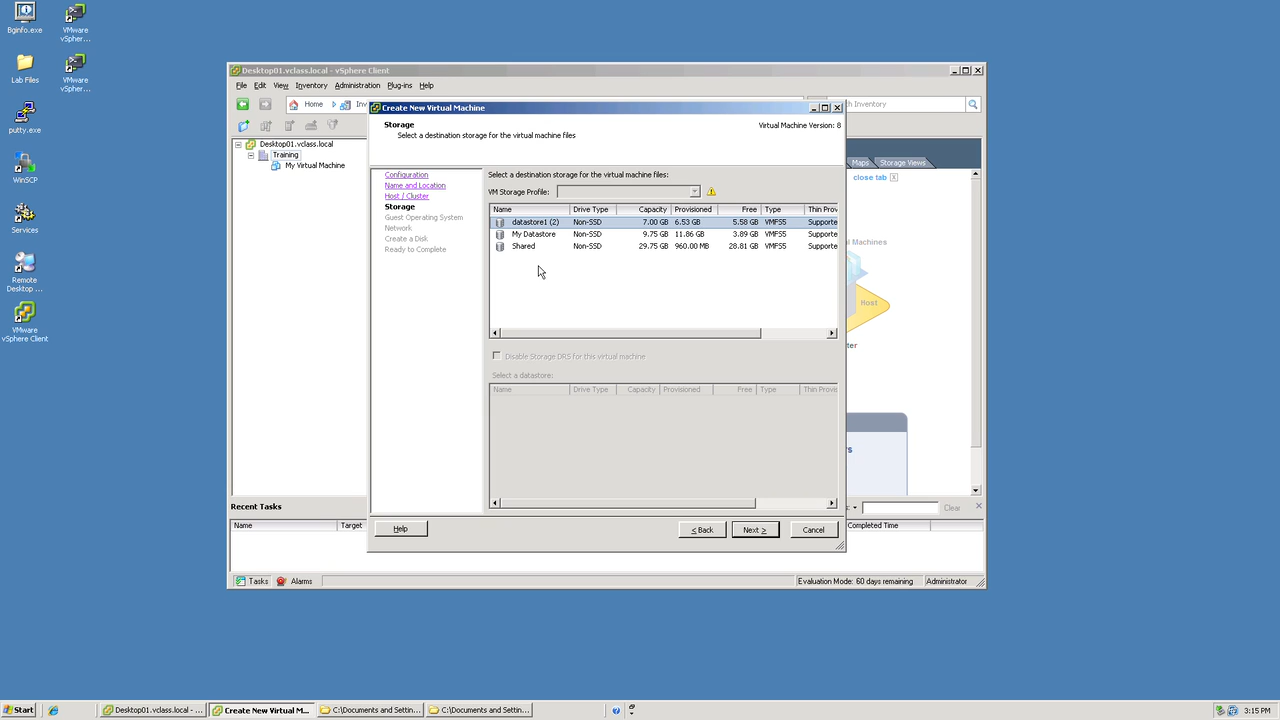 Bginfo.exe
VMware
vSpher...
Lab Files
VMware
vSpher...
putty.exe
WinSCP
Services
Remote
Desktop ...
VMware
vSphere Client
Desktop01.vclass.local - vSphere Client
File Edit View Inventory Administration Plug-ins Help
Home
Inventory
Desktop01.vclass.local
Training
My Virtual Machine
Maps Storage Views
close tab X
Host
Create New Virtual Machine
Storage
Select a destination storage for the virtual machine files
Virtual Machine Version: 8
Configuration
Name and Location
Host / Cluster
Storage
Guest Operating System
Network
Create a Disk
Ready to Complete
Select a destination storage for the virtual machine files:
VM Storage Profile:
Name Drive Type Capacity Provisioned Free Type Thin Prov
datastore1 (2) Non-SSD 7.00 GB 6.53 GB 5.58 GB VMFS5 Supporte
My Datastore Non-SSD 9.75 GB 11.86 GB 3.89 GB VMFS5 Supporte
Shared Non-SSD 29.75 GB 960.00 MB 28.81 GB VMFS5 Supporte
Disable Storage DRS for this virtual machine
Select a datastore:
Name Drive Type Capacity Provisioned Free Type Thin Provis
Help < Back Next > Cancel
Recent Tasks
Clear
Name Target Completed Time
Tasks Alarms Evaluation Mode: 60 days remaining Administrator
Start Desktop01.vclass.local - ... Create New Virtual M... C:\Documents and Settin... C:\Documents and Settin... 3:15 PM